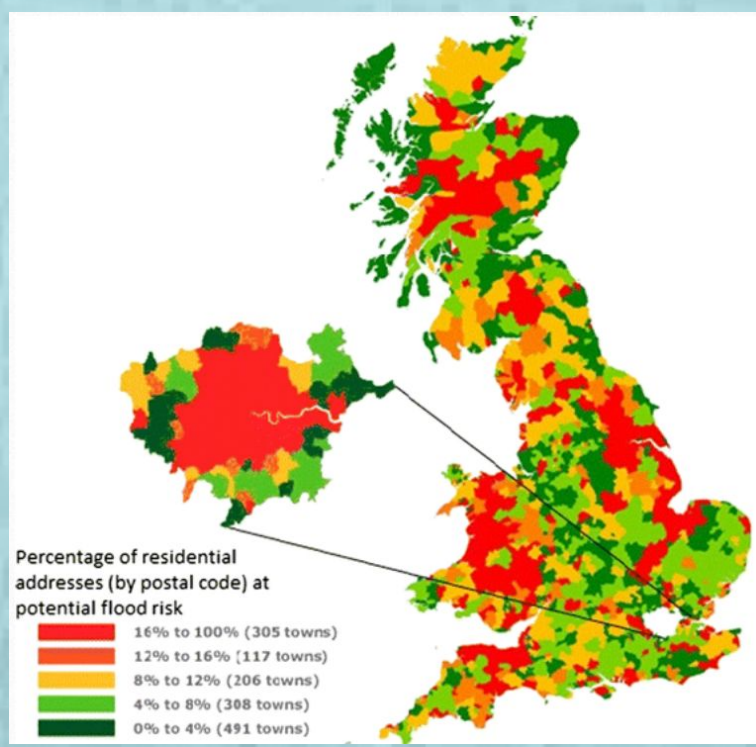 Percentage of residential
addresses (by postal code) at
potential flood risk
16% to 100% (305 towns)
12% to 16% (117 towns)
8% to 12% (206 towns)
4% to 8% (308 towns)
0% to 4% (491 towns)